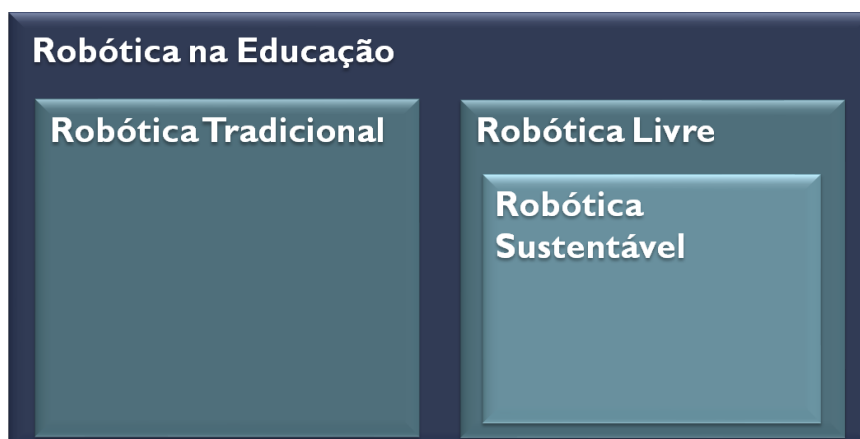 Robótica na Educação
Robótica Tradicional
Robótica Livre
Robótica
Sustentável